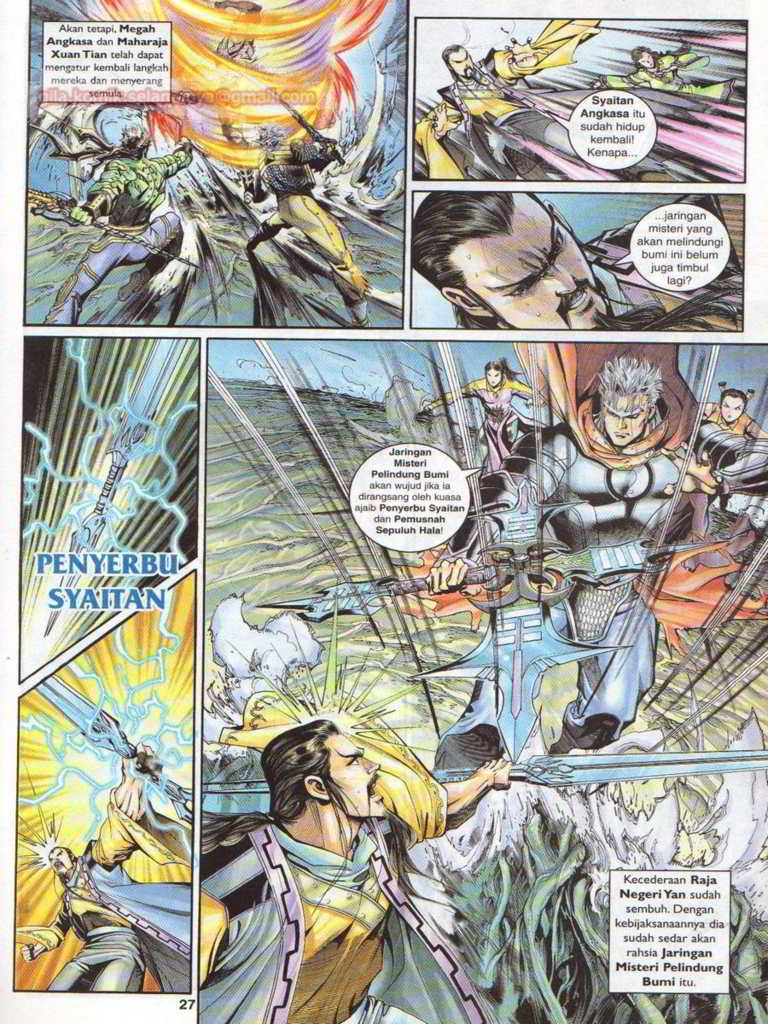 Akan tetapi, Megah
Angkasa dan Maharaja
Xuan Tian telah dapat
mengatur kembali langkah
mereka dan menyerang
semula.
Syaitan
Angkasa itu
sudah hidup
kembali!
Kenapa...
...jaringan
misteri yang
akan melindungi
bumi ini belum
juga timbul
lagi?
PENYERBU
SYAITAN
Jaringan
Misteri
Pelindung Bumi
akan wujud jika ia
dirangsang oleh kuasa
ajaib Penyerbu Syaitan
dan Pemusnah
Sepuluh Hala!
Kecederaan Raja
Negeri Yan sudah
sembuh. Dengan
kebijaksanaannya dia
sudah sedar akan
rahsia Jaringan
Misteri Pelindung
Bumi itu.
27